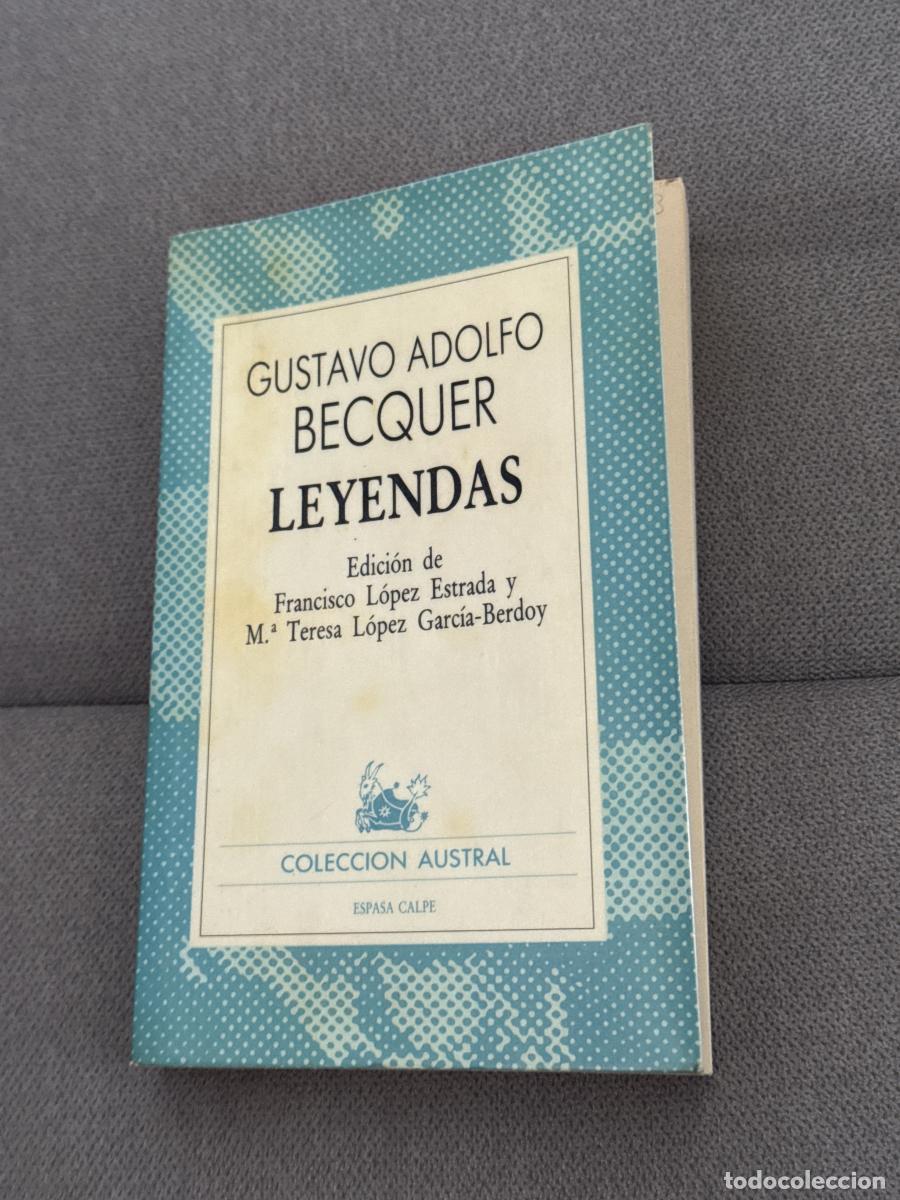 GUSTAVO ADOLFO
BECQUER
LEYENDAS
Edición de
Francisco López Estrada y
M.ª Teresa López García-Berdoy
COLECCION AUSTRAL
ESPASA CALPE
todocoleccion